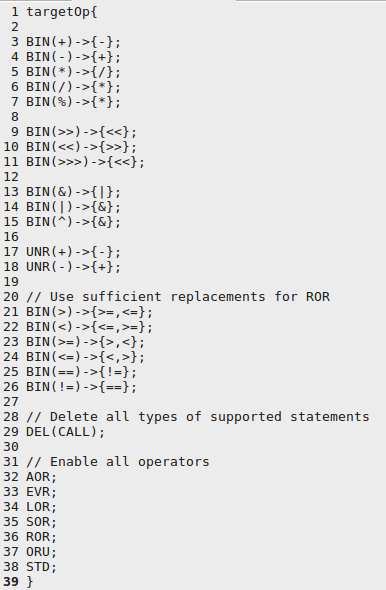 1 targetOp{
2
3 BIN(+)->{-};
4 BIN(-)->{+};
5 BIN(*)->{/};
6 BIN(/)->{*};
7 BIN(%)->{*};
8
9 BIN(>>)->{<<};
10 BIN(<<)->{>>};
11 BIN(>>>)->{<<};
12
13 BIN(&)->{|};
14 BIN(|)->{&};
15 BIN(^)->{&};
16
17 UNR(+)->{-};
18 UNR(-)->{+};
19
20 // Use sufficient replacements for ROR
21 BIN(>)->{>=,<=};
22 BIN(<)->{<=,>=};
23 BIN(>=)->{>,<};
24 BIN(<=)->{<,>};
25 BIN(==)->{!=};
26 BIN(!=)->{==};
27
28 // Delete all types of supported statements
29 DEL(CALL);
30
31 // Enable all operators
32 AOR;
33 EVR;
34 LOR;
35 SOR;
36 ROR;
37 ORU;
38 STD;
39 }